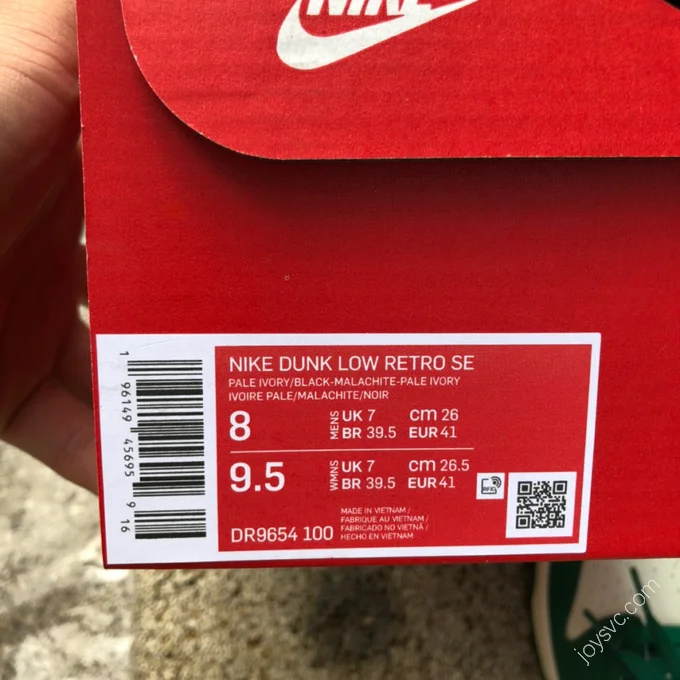 NIKE
NIKE DUNK LOW RETRO SE
PALE IVORY/BLACK-MALACHITE-PALE IVORY
IVOIRE PALE/MALACHITE/NOIR
8 MENS UK 7 cm 26
BR 39.5 EUR 41
9.5 WMNS UK 7 cm 26.5
BR 39.5 EUR 41
DR9654 100
MADE IN VIETNAM /
FABRIQUE AU VIETNAM /
FABRICADO NO VIETNÃ /
HECHO EN VIETNAM
1 96149 45695 9 16
joysvc.com